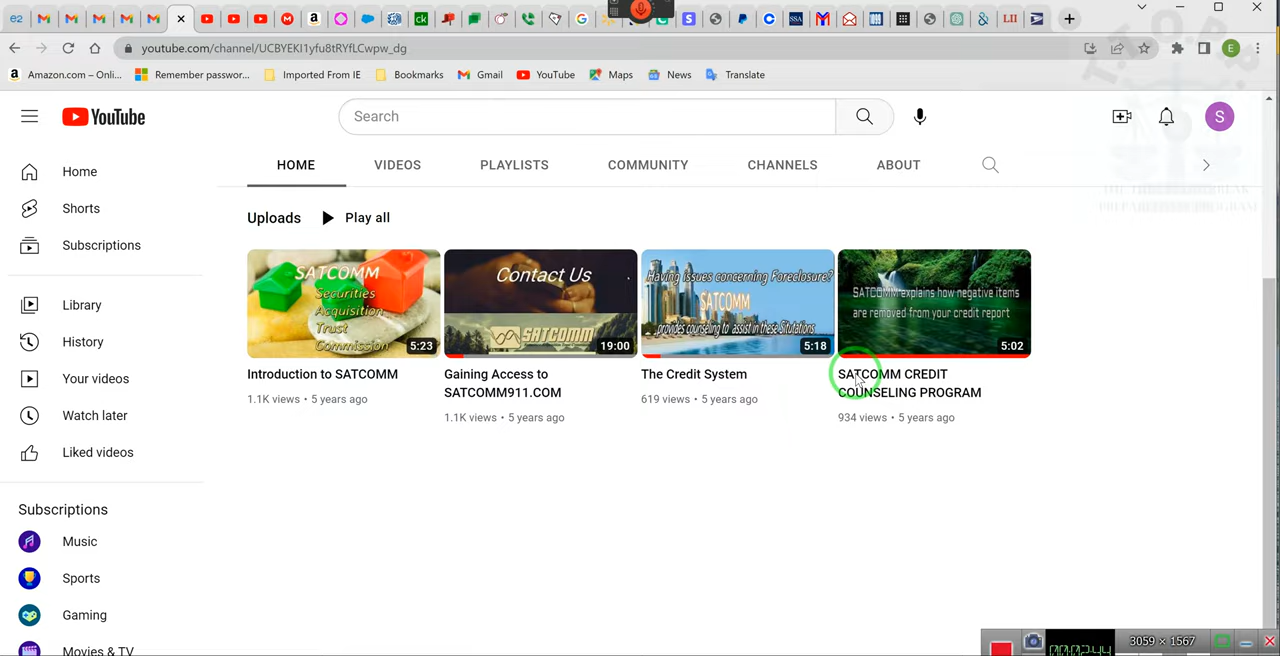 youtube.com/channel/UCBYEKI1yfu8tRYfLCwpw_dg
Amazon.com – Onli...
Remember passwor...
Imported From IE
Bookmarks
Gmail
YouTube
Maps
News
Translate
YouTube
Search
S
HOME
VIDEOS
PLAYLISTS
COMMUNITY
CHANNELS
ABOUT
Home
Shorts
Subscriptions
Library
History
Your videos
Watch later
Liked videos
Subscriptions
Music
Sports
Gaming
Movies & TV
Uploads
Play all
SATCOMM
Securities
Acquisition
Trust
Commission
5:23
Introduction to SATCOMM
1.1K views • 5 years ago
Contact Us
SATCOMM
19:00
Gaining Access to
SATCOMM911.COM
1.1K views • 5 years ago
Having issues concerning Foreclosure?
SATCOMM
provides counseling to assist in these Situtations
5:18
The Credit System
619 views • 5 years ago
SATCOMM explains how negative items
are removed from your credit report
5:02
SATCOMM CREDIT
COUNSELING PROGRAM
934 views • 5 years ago
3059 × 1567